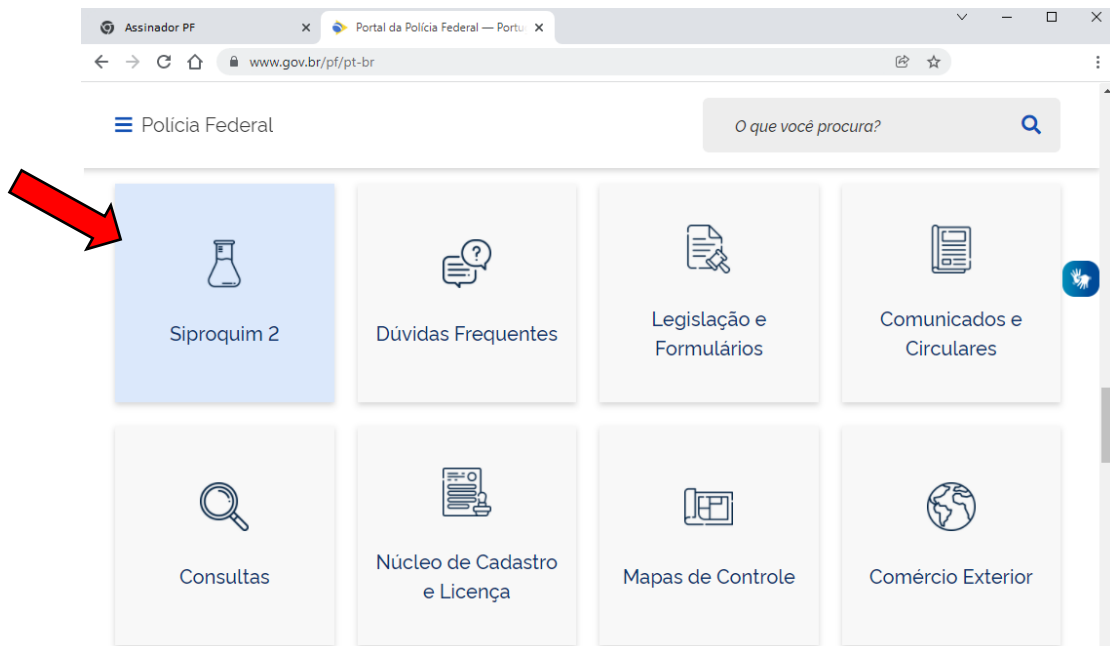 Assinador PF
Portal da Polícia Federal — Portu
www.gov.br/pf/pt-br
Polícia Federal
O que você procura?
Siproquim 2
Dúvidas Frequentes
Legislação e
Formulários
Comunicados e
Circulares
Consultas
Núcleo de Cadastro
e Licença
Mapas de Controle
Comércio Exterior